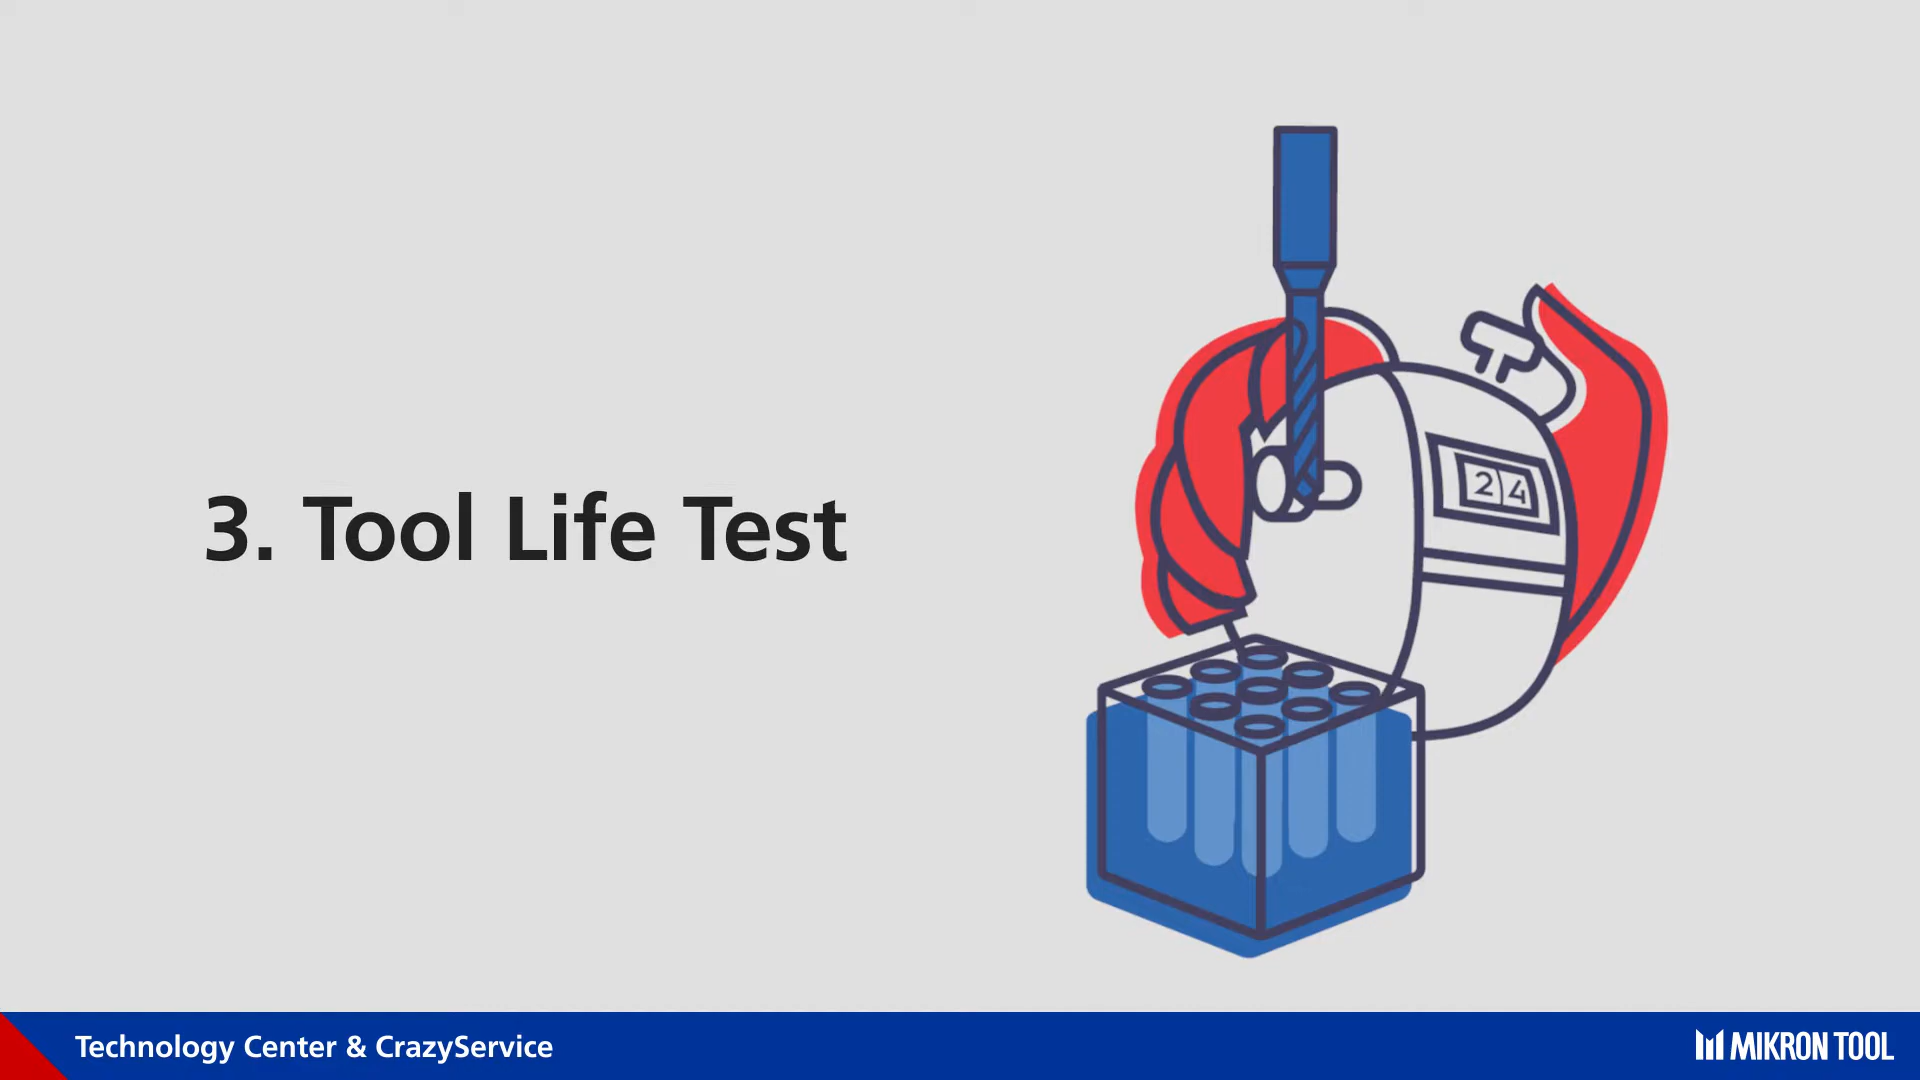 3. Tool Life Test
24
Technology Center & CrazyService
MIKRON TOOL